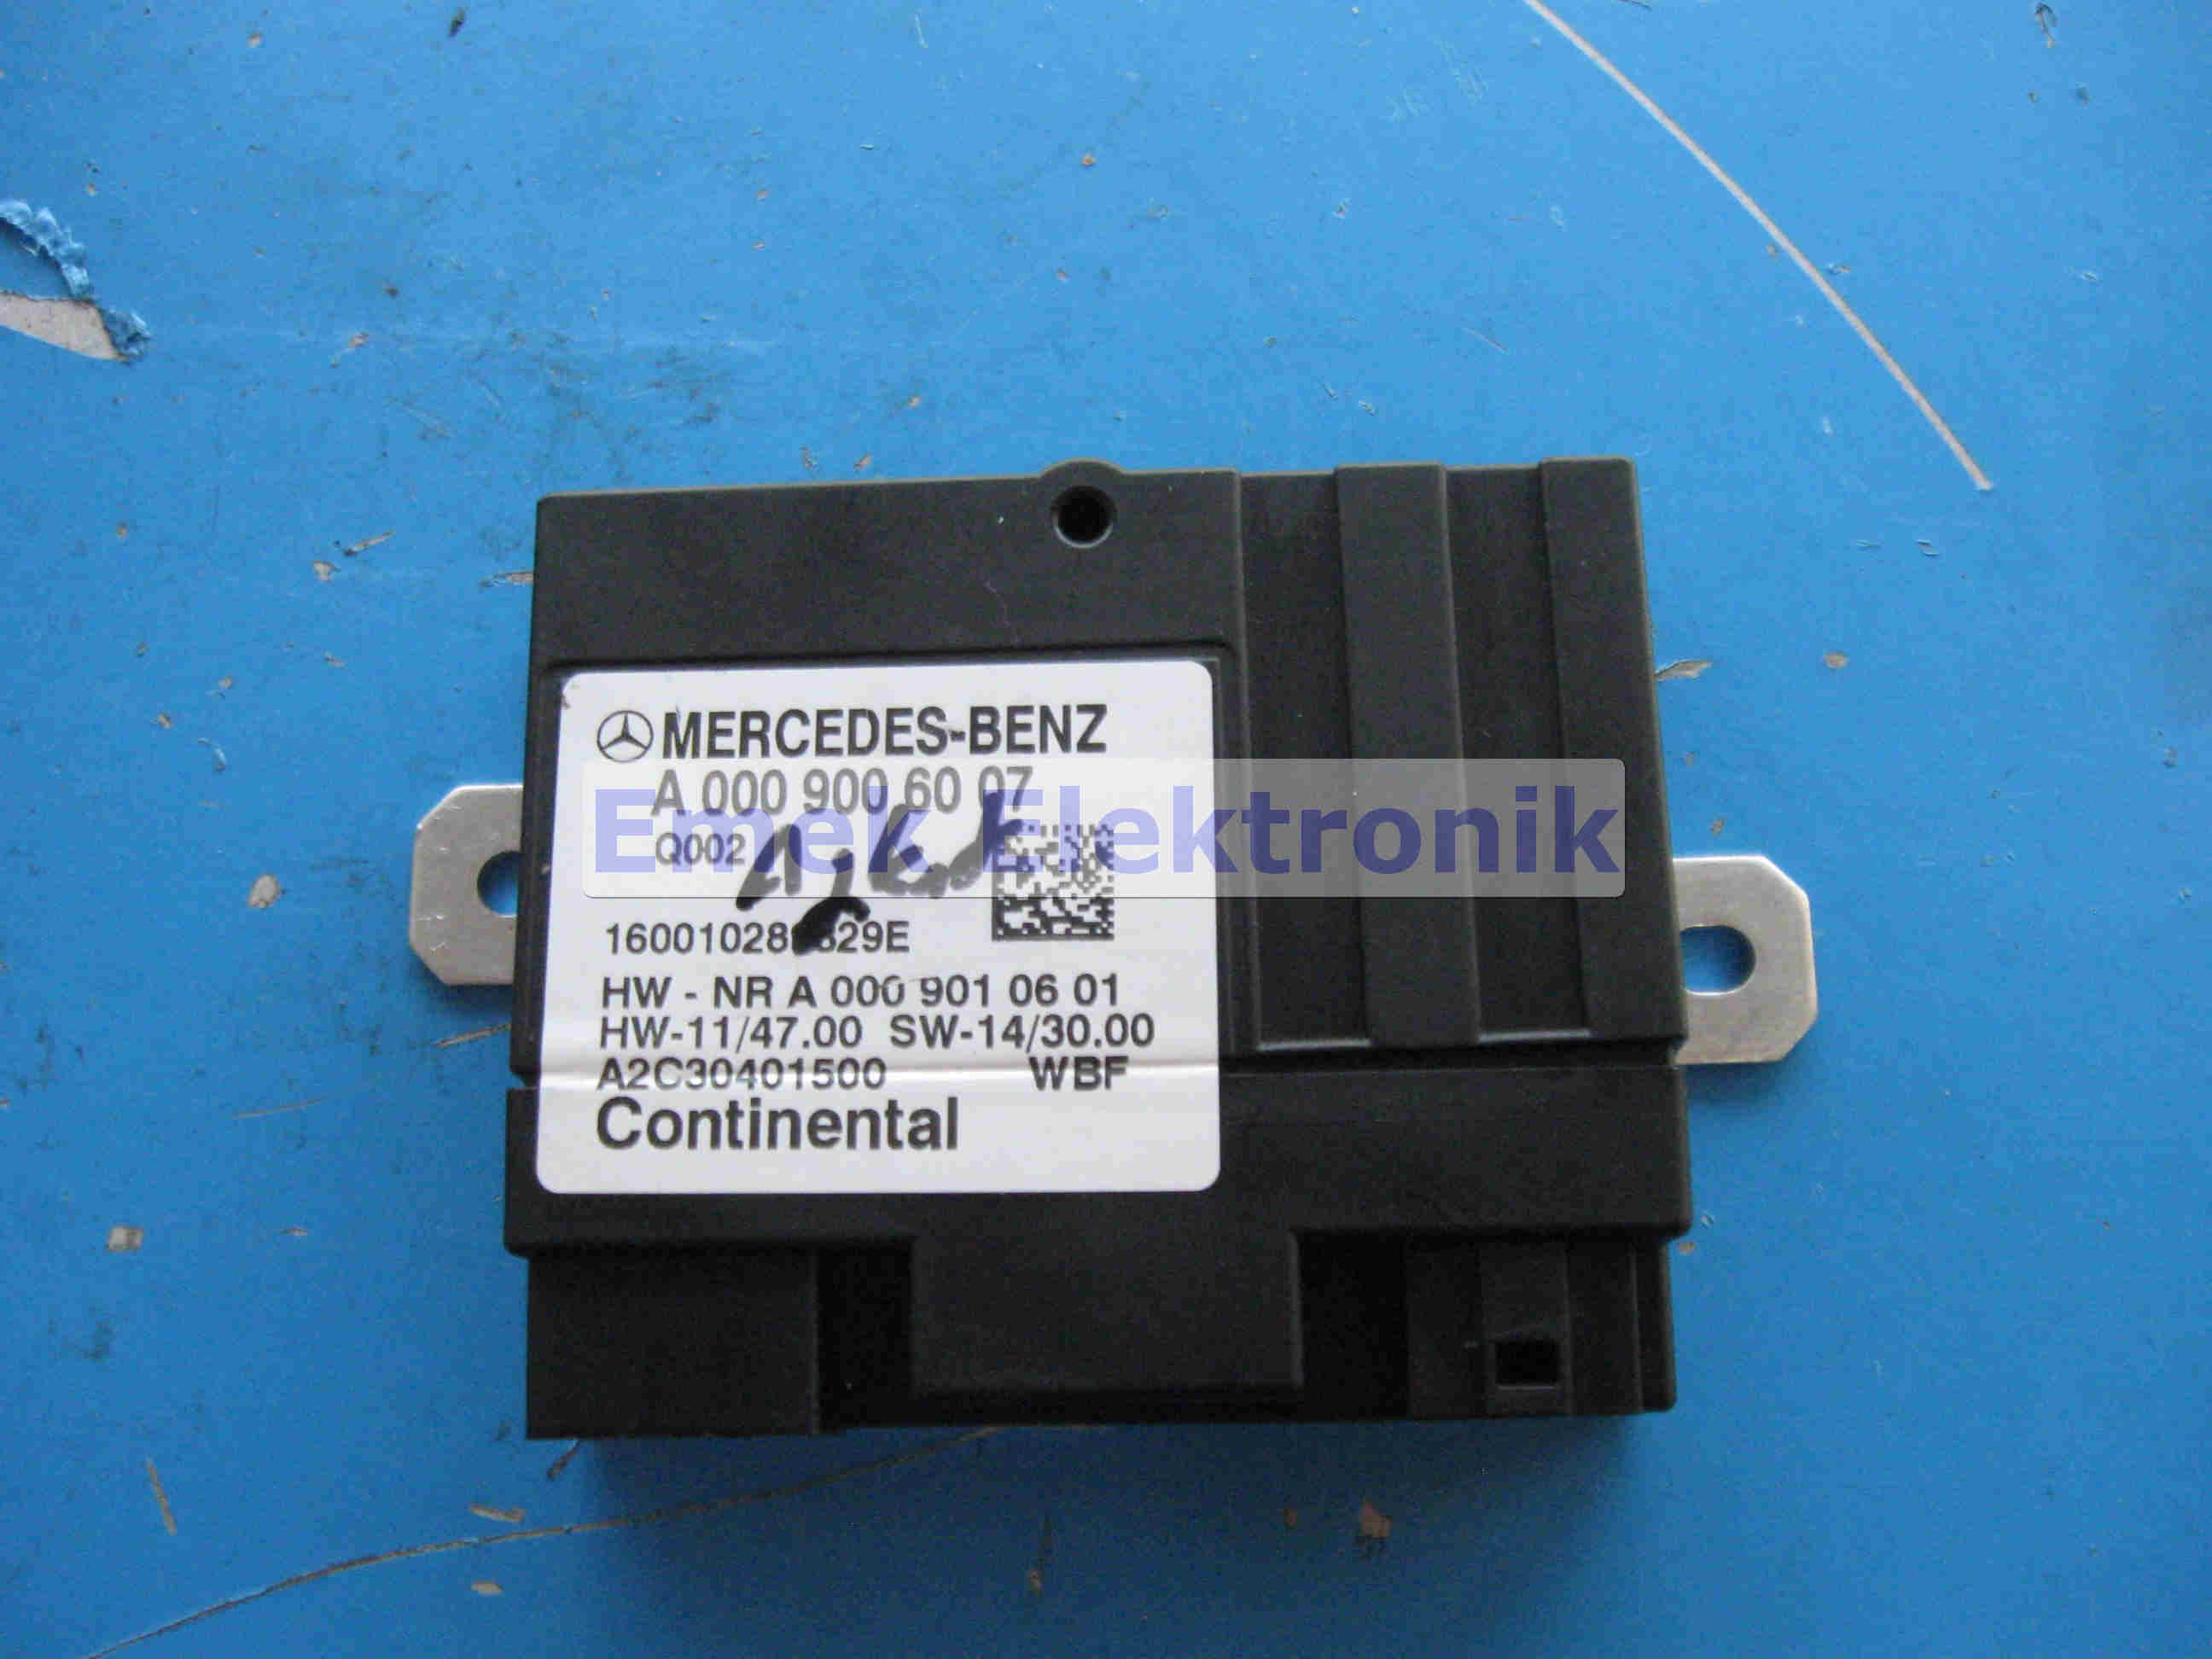 MERCEDES-BENZ
A 000 900 60 07
Emek Elektronik
Q002
HW - NR A 000 901 06 01
HW-11/47.00 SW-14/30.00
A2C30401500 WBF
Continental